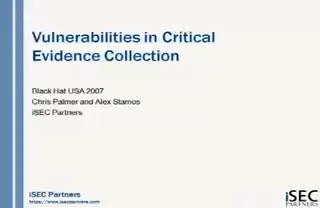 Vulnerabilities in Critical
Evidence Collection
Black Hat USA 2007
Chris Palmer and Alex Stamos
iSEC Partners
iSEC Partners
https://www.isecpartners.com
iSEC
PARTNERS